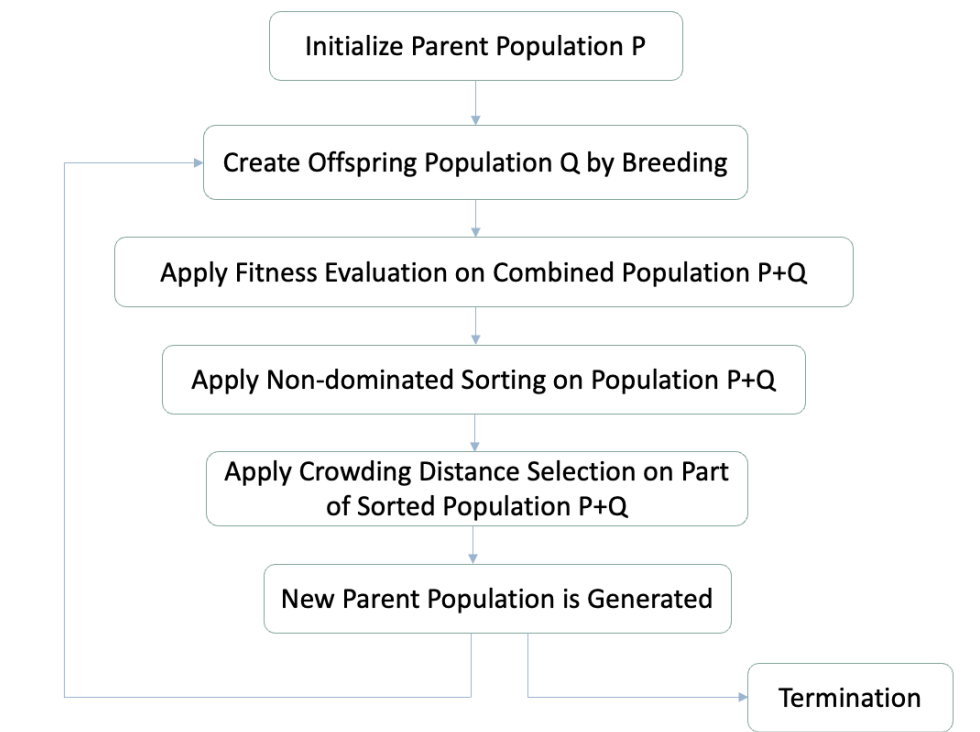 Initialize Parent Population P
Create Offspring Population Q by Breeding
Apply Fitness Evaluation on Combined Population P+Q
Apply Non-dominated Sorting on Population P+Q
Apply Crowding Distance Selection on Part
of Sorted Population P+Q
New Parent Population is Generated
Termination